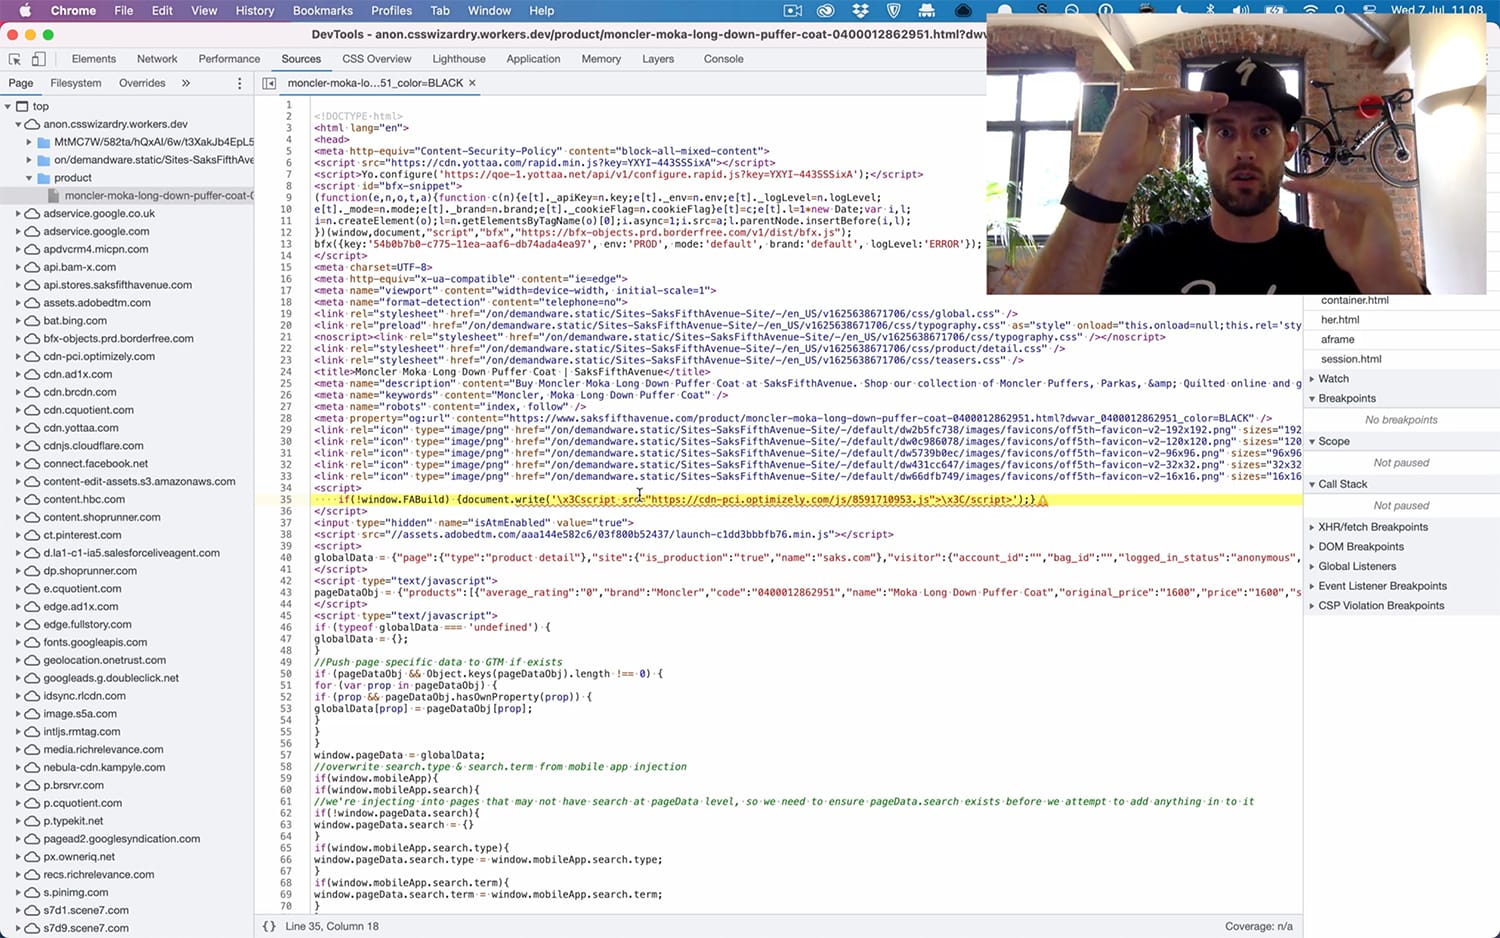 Chrome File Edit View History Bookmarks Profiles Tab Window Help Wed 7 Jul 11.08
DevTools - anon.csswizardry.workers.dev/product/moncler-moka-long-down-puffer-coat-0400012862951.html?dwv
Elements Network Performance Sources CSS Overview Lighthouse Application Memory Layers Console
Page Filesystem Overrides »
moncler-moka-lo...51_color=BLACK ×
top
anon.csswizardry.workers.dev
MtMC7W/582ta/hQxAI/6w/t3XakJb4EpL5
on/demandware.static/Sites-SaksFifthAve
product
moncler-moka-long-down-puffer-coat-0
adservice.google.co.uk
adservice.google.com
apdvcrm4.micpn.com
api.bam-x.com
api.stores.saksfifthavenue.com
assets.adobedtm.com
bat.bing.com
bfx-objects.prd.borderfree.com
cdn-pci.optimizely.com
cdn.ad1x.com
cdn.brcdn.com
cdn.cquotient.com
cdn.yottaa.com
cdnjs.cloudflare.com
connect.facebook.net
content-edit-assets.s3.amazonaws.com
content.hbc.com
content.shoprunner.com
ct.pinterest.com
d.la1-c1-ia5.salesforceliveagent.com
dp.shoprunner.com
e.cquotient.com
edge.ad1x.com
edge.fullstory.com
fonts.googleapis.com
geolocation.onetrust.com
googleads.g.doubleclick.net
idsync.rlcdn.com
image.s5a.com
intljs.rmtag.com
media.richrelevance.com
nebula-cdn.kampyle.com
p.brsrvr.com
p.cquotient.com
p.typekit.net
pagead2.googlesyndication.com
px.owneriq.net
recs.richrelevance.com
s.pinimg.com
s7d1.scene7.com
s7d9.scene7.com
1
2 <!DOCTYPE html>
3 <html lang="en">
4 <head>
5 <meta http-equiv="Content-Security-Policy" content="block-all-mixed-content">
6 <script src="https://cdn.yottaa.com/rapid.min.js?key=YXYI-443SSSixA"></script>
7 <script>Yo.configure('https://qoe-1.yottaa.net/api/v1/configure.rapid.js?key=YXYI-443SSSixA');</script>
8 <script id="bfx-snippet">
9 (function(e,n,o,t,a){function c(n){e[t]._apiKey=n.key;e[t]._env=n.env;e[t]._logLevel=n.logLevel;
10 e[t]._mode=n.mode;e[t]._brand=n.brand;e[t]._cookieFlag=n.cookieFlag}e[t]=c;e[t].l=1*new Date;var i,l;
11 i=n.createElement(o);l=n.getElementsByTagName(o)[0];i.async=1;i.src=a;l.parentNode.insertBefore(i,l);
12 })(window,document,"script","bfx","https://bfx-objects.prd.borderfree.com/v1/dist/bfx.js");
13 bfx({key:'54b0b7b0-c775-11ea-aaf6-db74ada4ea97', env:'PROD', mode:'default', brand:'default', logLevel:'ERROR'});
14 </script>
15 <meta charset=UTF-8>
16 <meta http-equiv="x-ua-compatible" content="ie=edge">
17 <meta name="viewport" content="width=device-width, initial-scale=1">
18 <meta name="format-detection" content="telephone=no">
19 <link rel="stylesheet" href="/on/demandware.static/Sites-SaksFifthAvenue-Site/-/en_US/v1625638671706/css/global.css" />
20 <link rel="preload" href="/on/demandware.static/Sites-SaksFifthAvenue-Site/-/en_US/v1625638671706/css/typography.css" as="style" onload="this.onload=null;this.rel='sty
21 <noscript><link rel="stylesheet" href="/on/demandware.static/Sites-SaksFifthAvenue-Site/-/en_US/v1625638671706/css/typography.css" /></noscript>
22 <link rel="stylesheet" href="/on/demandware.static/Sites-SaksFifthAvenue-Site/-/en_US/v1625638671706/css/product/detail.css" />
23 <link rel="stylesheet" href="/on/demandware.static/Sites-SaksFifthAvenue-Site/-/en_US/v1625638671706/css/teasers.css" />
24 <title>Moncler Moka Long Down Puffer Coat | SaksFifthAvenue</title>
25 <meta name="description" content="Buy Moncler Moka Long Down Puffer Coat at SaksFifthAvenue. Shop our collection of Moncler Puffers, Parkas, &amp; Quilted online and g
26 <meta name="keywords" content="Moncler, Moka Long Down Puffer Coat" />
27 <meta name="robots" content="index, follow" />
28 <meta property="og:url" content="https://www.saksfifthavenue.com/product/moncler-moka-long-down-puffer-coat-0400012862951.html?dwvar_0400012862951_color=BLACK" />
29 <link rel="icon" type="image/png" href="/on/demandware.static/Sites-SaksFifthAvenue-Site/-/default/dw2b5fc738/images/favicons/off5th-favicon-v2-192x192.png" sizes="192
30 <link rel="icon" type="image/png" href="/on/demandware.static/Sites-SaksFifthAvenue-Site/-/default/dw0c986078/images/favicons/off5th-favicon-v2-120x120.png" sizes="120
31 <link rel="icon" type="image/png" href="/on/demandware.static/Sites-SaksFifthAvenue-Site/-/default/dw5739b0ec/images/favicons/off5th-favicon-v2-96x96.png" sizes="96x96
32 <link rel="icon" type="image/png" href="/on/demandware.static/Sites-SaksFifthAvenue-Site/-/default/dw431cc647/images/favicons/off5th-favicon-v2-32x32.png" sizes="32x32
33 <link rel="icon" type="image/png" href="/on/demandware.static/Sites-SaksFifthAvenue-Site/-/default/dw66dfb749/images/favicons/off5th-favicon-v2-16x16.png" sizes="16x16
34 <script>
35 if(!window.FABuild) {document.write('\x3Cscript src="https://cdn-pci.optimizely.com/js/8591710953.js">\x3C/script>');}
36 </script>
37 <input type="hidden" name="isAtmEnabled" value="true">
38 <script src="//assets.adobedtm.com/aaa144e582c6/03f800b52437/launch-c1dd3bbbfb76.min.js"></script>
39 <script>
40 globalData = {"page":{"type":"product detail"},"site":{"is_production":"true","name":"saks.com"},"visitor":{"account_id":"","bag_id":"","logged_in_status":"anonymous",
41 </script>
42 <script type="text/javascript">
43 pageDataObj = {"products":[{"average_rating":"0","brand":"Moncler","code":"0400012862951","name":"Moka Long Down Puffer Coat","original_price":"1600","price":"1600","s
44 </script>
45 <script type="text/javascript">
46 if (typeof globalData === 'undefined') {
47 globalData = {};
48 }
49 //Push page specific data to GTM if exists
50 if (pageDataObj && Object.keys(pageDataObj).length !== 0) {
51 for (var prop in pageDataObj) {
52 if (prop && pageDataObj.hasOwnProperty(prop)) {
53 globalData[prop] = pageDataObj[prop];
54 }
55 }
56 }
57 window.pageData = globalData;
58 //overwrite search.type & search.term from mobile app injection
59 if(window.mobileApp){
60 if(window.mobileApp.search){
61 //we're injecting into pages that may not have search at pageData level, so we need to ensure pageData.search exists before we attempt to add anything in to it
62 if(!window.pageData.search){
63 window.pageData.search = {}
64 }
65 if(window.mobileApp.search.type){
66 window.pageData.search.type = window.mobileApp.search.type;
67 }
68 if(window.mobileApp.search.term){
69 window.pageData.search.term = window.mobileApp.search.term;
70 }
{} Line 35, Column 18 Coverage: n/a
container.html
her.html
aframe
session.html
Watch
Breakpoints
No breakpoints
Scope
Not paused
Call Stack
Not paused
XHR/fetch Breakpoints
DOM Breakpoints
Global Listeners
Event Listener Breakpoints
CSP Violation Breakpoints